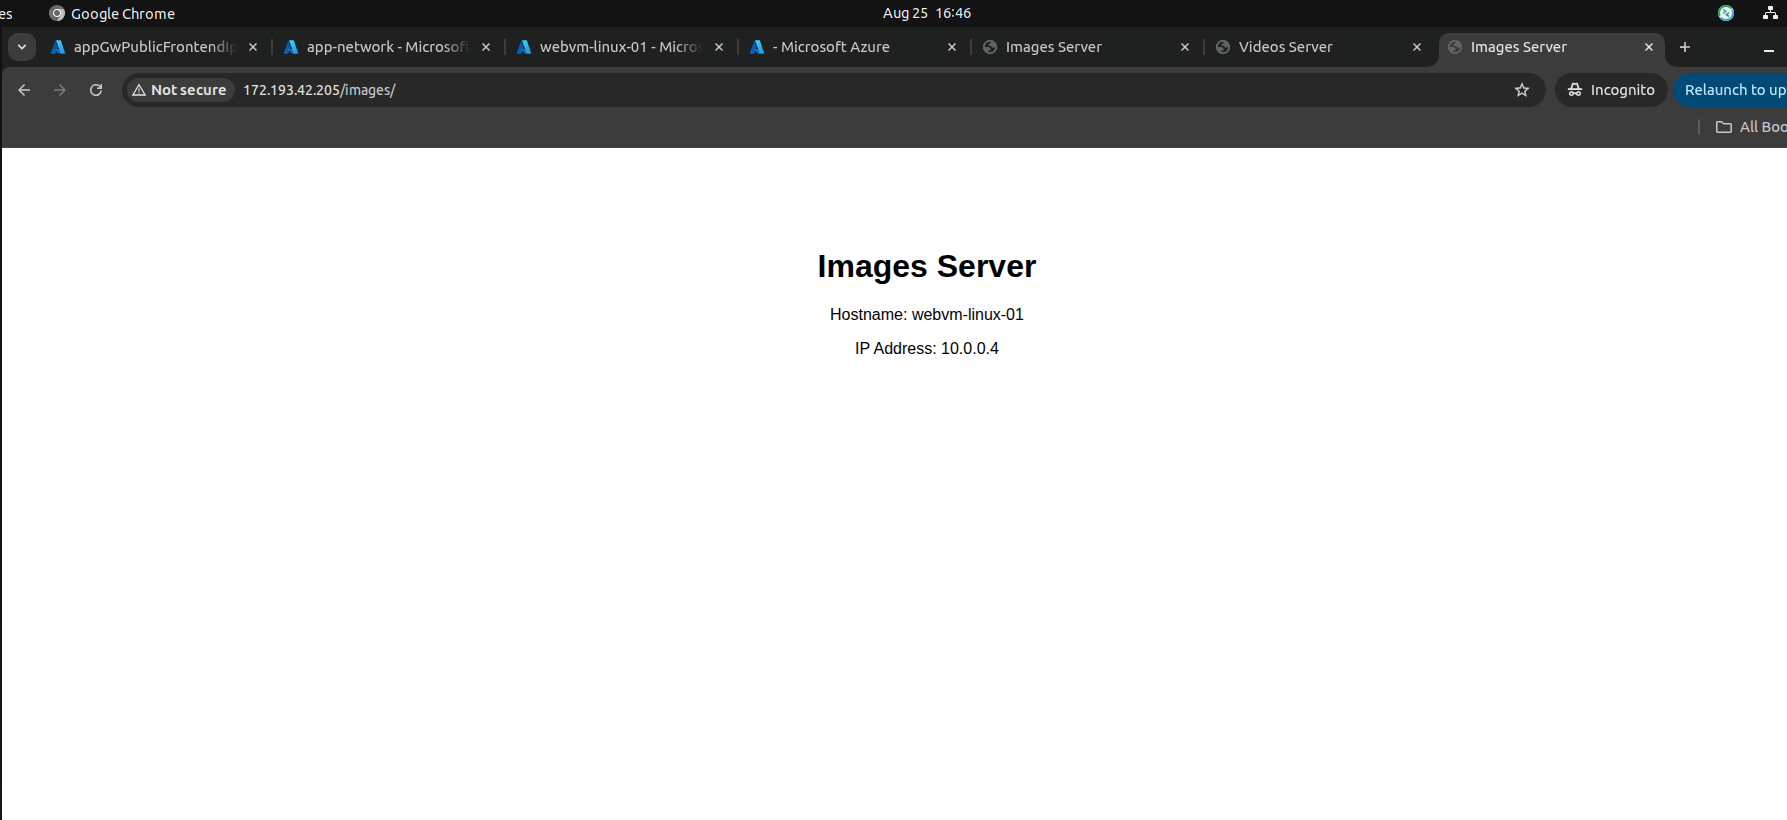 es Google Chrome Aug 25 16:46
appGwPublicFrontendIp app-network - Microsof webvm-linux-01 - Micros - Microsoft Azure Images Server Videos Server Images Server
Not secure 172.193.42.205/images/ Incognito Relaunch to up
All Boo
Images Server
Hostname: webvm-linux-01
IP Address: 10.0.0.4